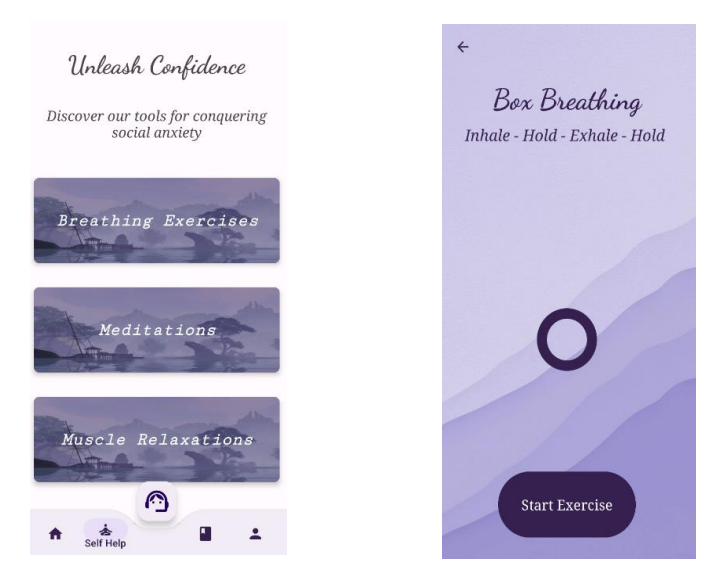 Unleash Confidence
Discover our tools for conquering
social anxiety
Breathing Exercises
Meditations
Muscle Relaxations
Self Help
Box Breathing
Inhale - Hold - Exhale - Hold
Start Exercise